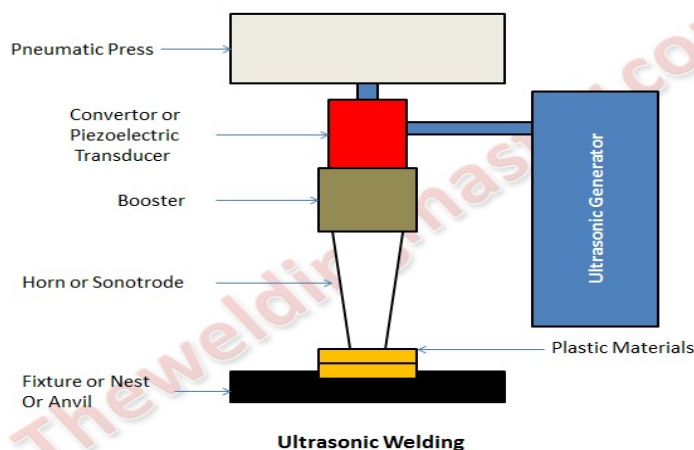 Pneumatic Press
Convertor or
Piezoelectric
Transducer
Booster
Horn or Sonotrode
Fixture or Nest
Or Anvil
Ultrasonic Generator
Plastic Materials
Ultrasonic Welding
Theweldingmaster.com